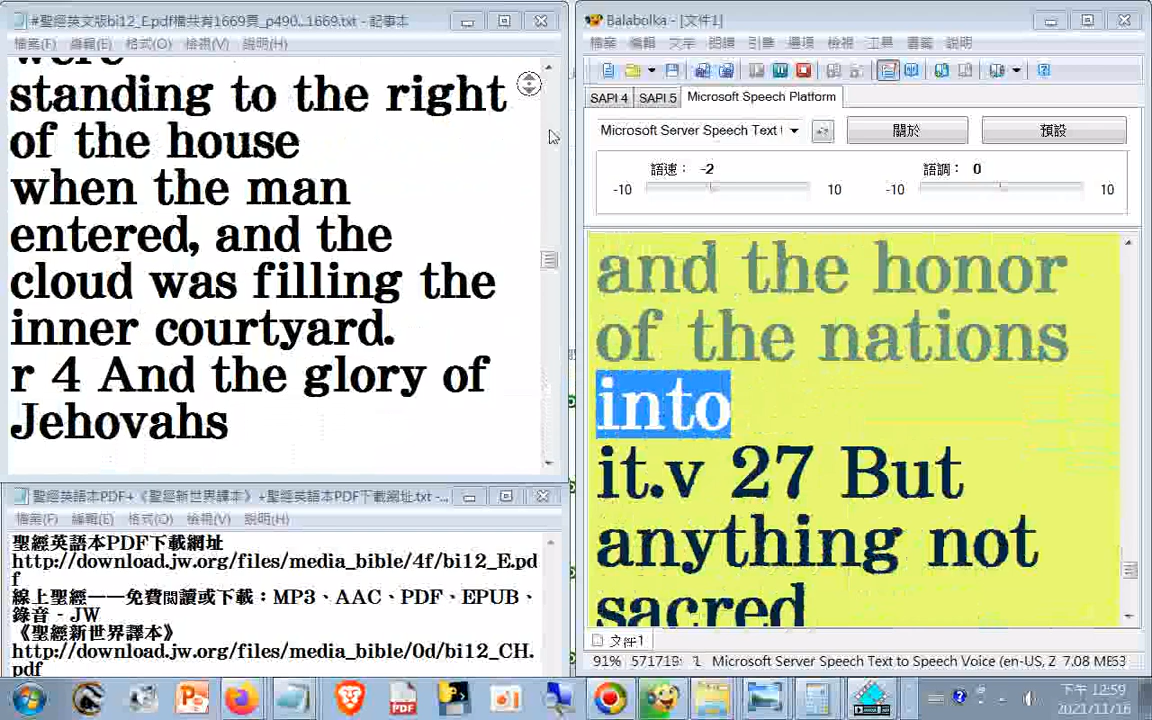 #聖經英文版bi12_E.pdf檔共有1669頁_p490...1669.txt - 記事本
檔案(F) 編輯(E) 格式(O) 檢視(V) 說明(H)
were
standing to the right
of the house
when the man
entered, and the
cloud was filling the
inner courtyard.
r 4 And the glory of
Jehovahs
聖經英語本PDF+《聖經新世界譯本》+聖經英語本PDF下載網址.txt -...
檔案(F) 編輯(E) 格式(O) 檢視(V) 說明(H)
聖經英語本PDF下載網址
http://download.jw.org/files/media_bible/4f/bi12_E.pd
f
線上聖經——免費閱讀或下載：MP3、AAC、PDF、EPUB、
錄音 - JW
《聖經新世界譯本》
http://download.jw.org/files/media_bible/0d/bi12_CH.
pdf
Balabolka - [文件1]
檔案 編輯 文字 朗讀 引擎 選項 檢視 工具 書籤 說明
SAPI 4 SAPI 5 Microsoft Speech Platform
Microsoft Server Speech Text 關於 預設
語速： -2 語調： 0
-10 10 -10 10
and the honor
of the nations
into
it.v 27 But
anything not
sacred
文件1
91% 571719 Microsoft Server Speech Text to Speech Voice (en-US, Z 7.08 ME53
PDF
下午 12:59
2021/11/16